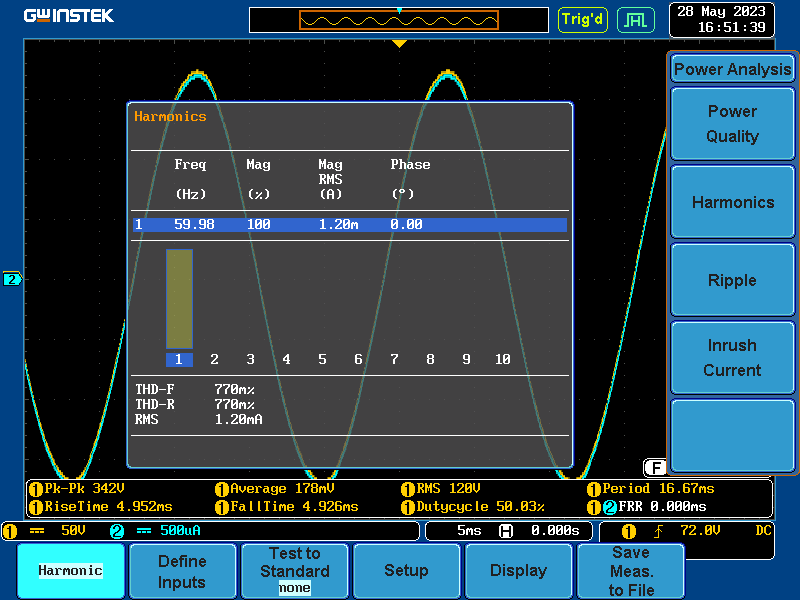 GWINSTEK
Trig'd
28 May 2023
16:51:39
Power Analysis
Power
Quality
Harmonics
Ripple
Inrush
Current
Harmonics
Freq Mag Mag Phase
RMS
(Hz) (%) (A) (°)
1 59.98 100 1.20m 0.00
2
1 2 3 4 5 6 7 8 9 10
THD-F 770m%
THD-R 770m%
RMS 1.20mA
F
1 Pk-Pk 342V 1 Average 178mV 1 RMS 120V 1 Period 16.67ms
1 RiseTime 4.952ms 1 FallTime 4.926ms 1 Dutycycle 50.03% 1 2 FRR 0.000ms
1 50V 2 500uA 5ms H 0.000s 1 72.0V DC
Harmonic
Define
Inputs
Test to
Standard
none
Setup
Display
Save
Meas.
to File